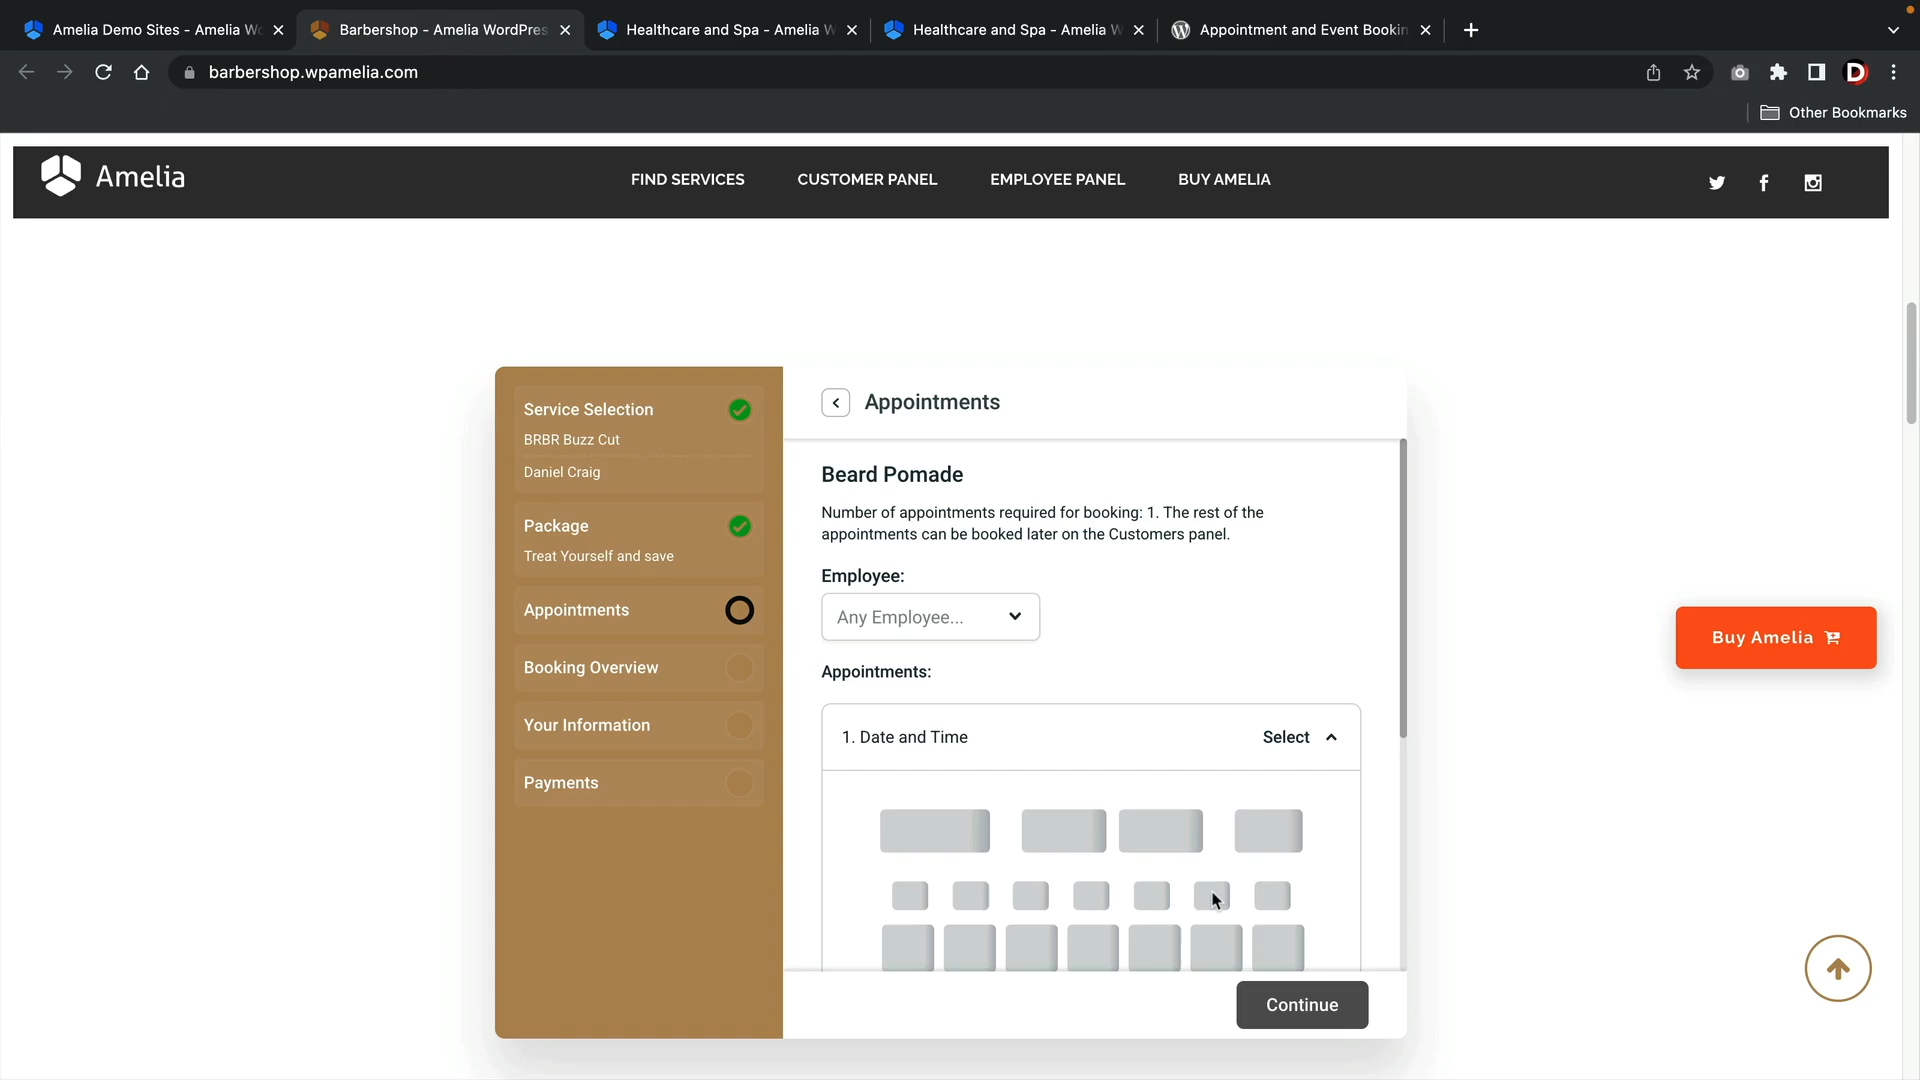 Amelia Demo Sites - Amelia Wo
Barbershop - Amelia WordPres
Healthcare and Spa - Amelia W
Healthcare and Spa - Amelia W
Appointment and Event Bookin
barbershop.wpamelia.com
D
Other Bookmarks
Amelia
FIND SERVICES
CUSTOMER PANEL
EMPLOYEE PANEL
BUY AMELIA
Service Selection
BRBR Buzz Cut
Daniel Craig
Package
Treat Yourself and save
Appointments
Booking Overview
Your Information
Payments
Appointments
Beard Pomade
Number of appointments required for booking: 1. The rest of the
appointments can be booked later on the Customers panel.
Employee:
Any Employee...
Appointments:
1. Date and Time
Select
Continue
Buy Amelia